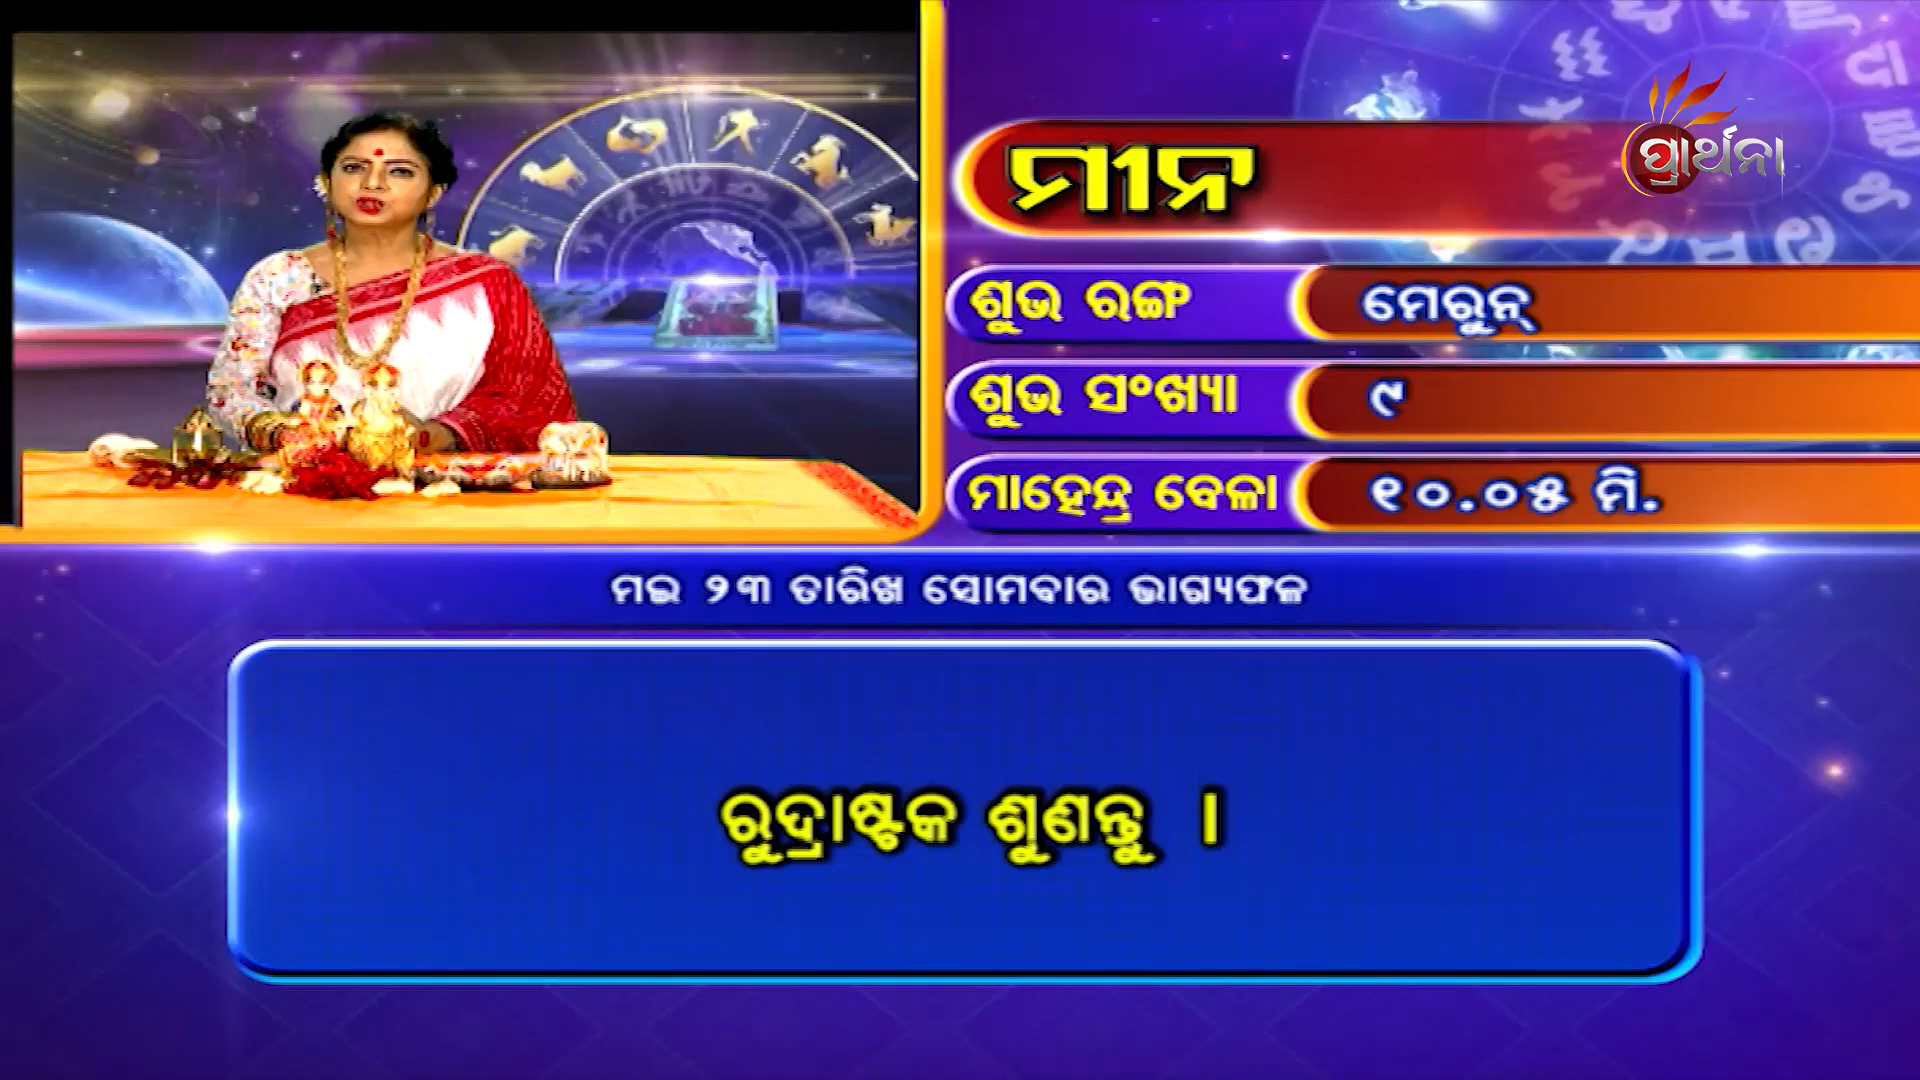 ମୀନ
ପ୍ରାର୍ଥନା
ଶୁଭ ରଙ୍ଗ ମେରୁନ୍
ଶୁଭ ସଂଖ୍ୟା ୯
ମାହେନ୍ଦ୍ର ବେଳା ୧୦.୦୫ ମି.
ମଇ ୨୩ ତାରିଖ ସୋମବାର ଭାଗ୍ୟଫଳ
ରୁଦ୍ରାଷ୍ଟକ ଶୁଣନ୍ତୁ ।